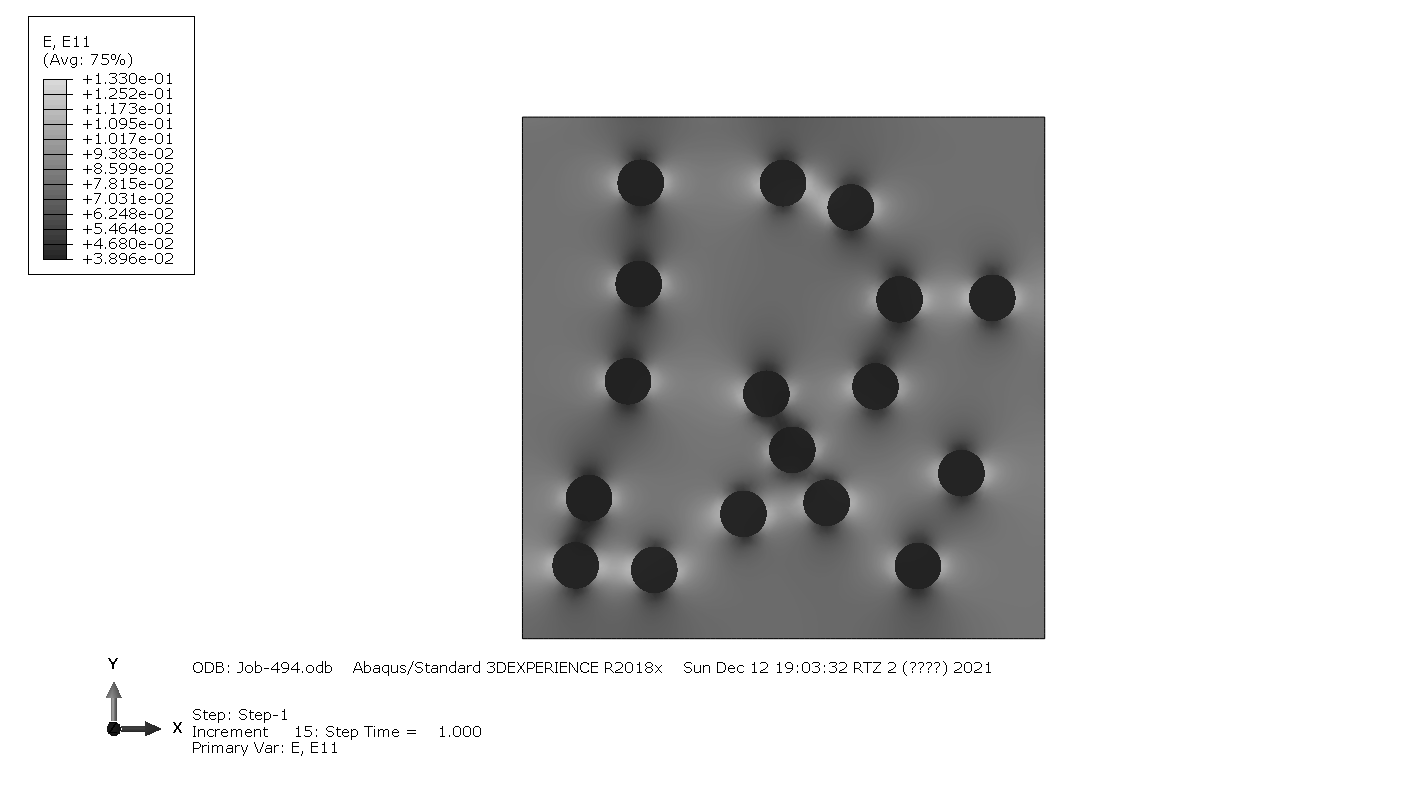 E, E11
(Avg: 75%)
+1.330e-01
+1.252e-01
+1.173e-01
+1.095e-01
+1.017e-01
+9.383e-02
+8.599e-02
+7.815e-02
+7.031e-02
+6.248e-02
+5.464e-02
+4.680e-02
+3.896e-02
Y
X
ODB: Job-494.odb    Abaqus/Standard 3DEXPERIENCE R2018x    Sun Dec 12 19:03:32 RTZ 2 (????) 2021
Step: Step-1
Increment    15: Step Time =    1.000
Primary Var: E, E11